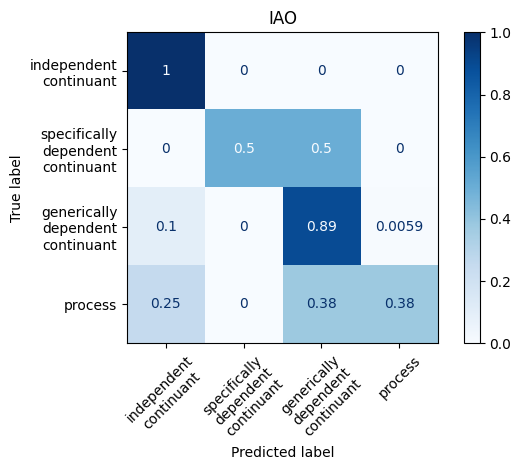 IAO
independent
continuant
specifically
dependent
continuant
generically
dependent
continuant
process
True label
1 0 0 0
0 0.5 0.5 0
0.1 0 0.89 0.0059
0.25 0 0.38 0.38
independent
continuant
specifically
dependent
continuant
generically
dependent
continuant
process
Predicted label
1.0
0.8
0.6
0.4
0.2
0.0